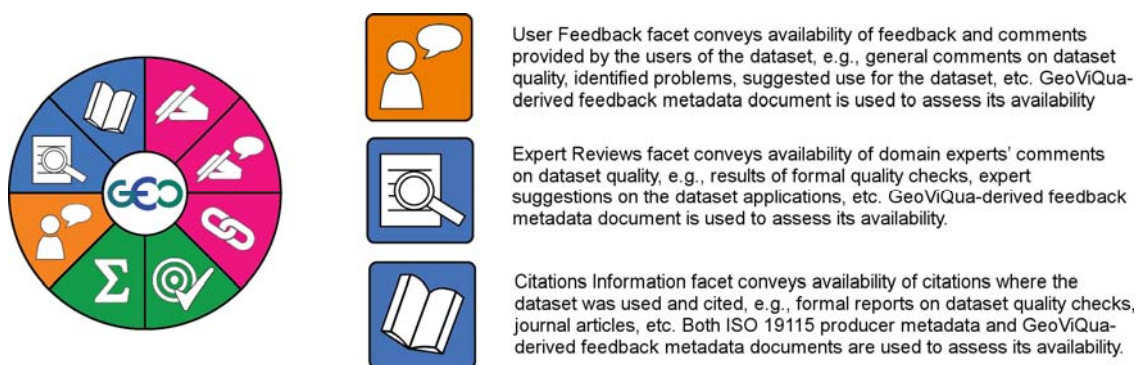 GEO
Σ
User Feedback facet conveys availability of feedback and comments
provided by the users of the dataset, e.g., general comments on dataset
quality, identified problems, suggested use for the dataset, etc. GeoViQua-
derived feedback metadata document is used to assess its availability
Expert Reviews facet conveys availability of domain experts’ comments
on dataset quality, e.g., results of formal quality checks, expert
suggestions on the dataset applications, etc. GeoViQua-derived feedback
metadata document is used to assess its availability.
Citations Information facet conveys availability of citations where the
dataset was used and cited, e.g., formal reports on dataset quality checks,
journal articles, etc. Both ISO 19115 producer metadata and GeoViQua-
derived feedback metadata documents are used to assess its availability.